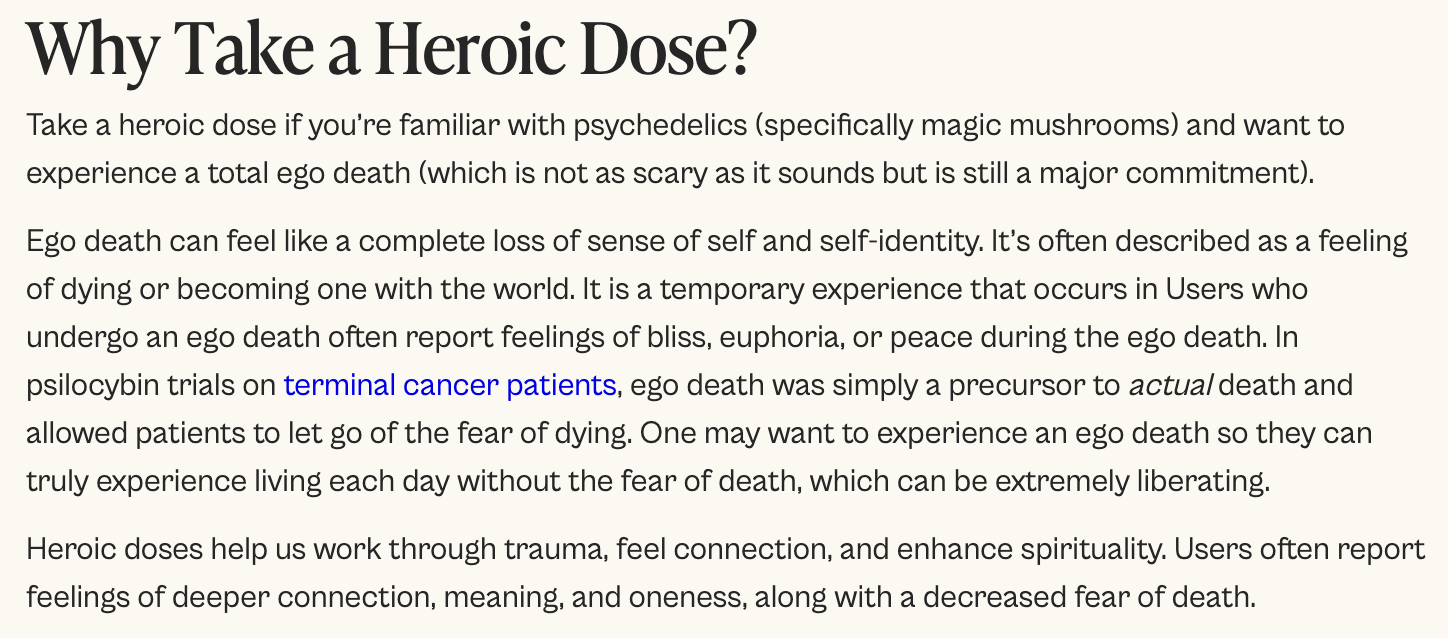 Why Take a Heroic Dose?
Take a heroic dose if you're familiar with psychedelics (specifically magic mushrooms) and want to
experience a total ego death (which is not as scary as it sounds but is still a major commitment).
Ego death can feel like a complete loss of sense of self and self-identity. It's often described as a feeling
of dying or becoming one with the world. It is a temporary experience that occurs in Users who
undergo an ego death often report feelings of bliss, euphoria, or peace during the ego death. In
psilocybin trials on terminal cancer patients, ego death was simply a precursor to actual death and
allowed patients to let go of the fear of dying. One may want to experience an ego death so they can
truly experience living each day without the fear of death, which can be extremely liberating.
Heroic doses help us work through trauma, feel connection, and enhance spirituality. Users often report
feelings of deeper connection, meaning, and oneness, along with a decreased fear of death.